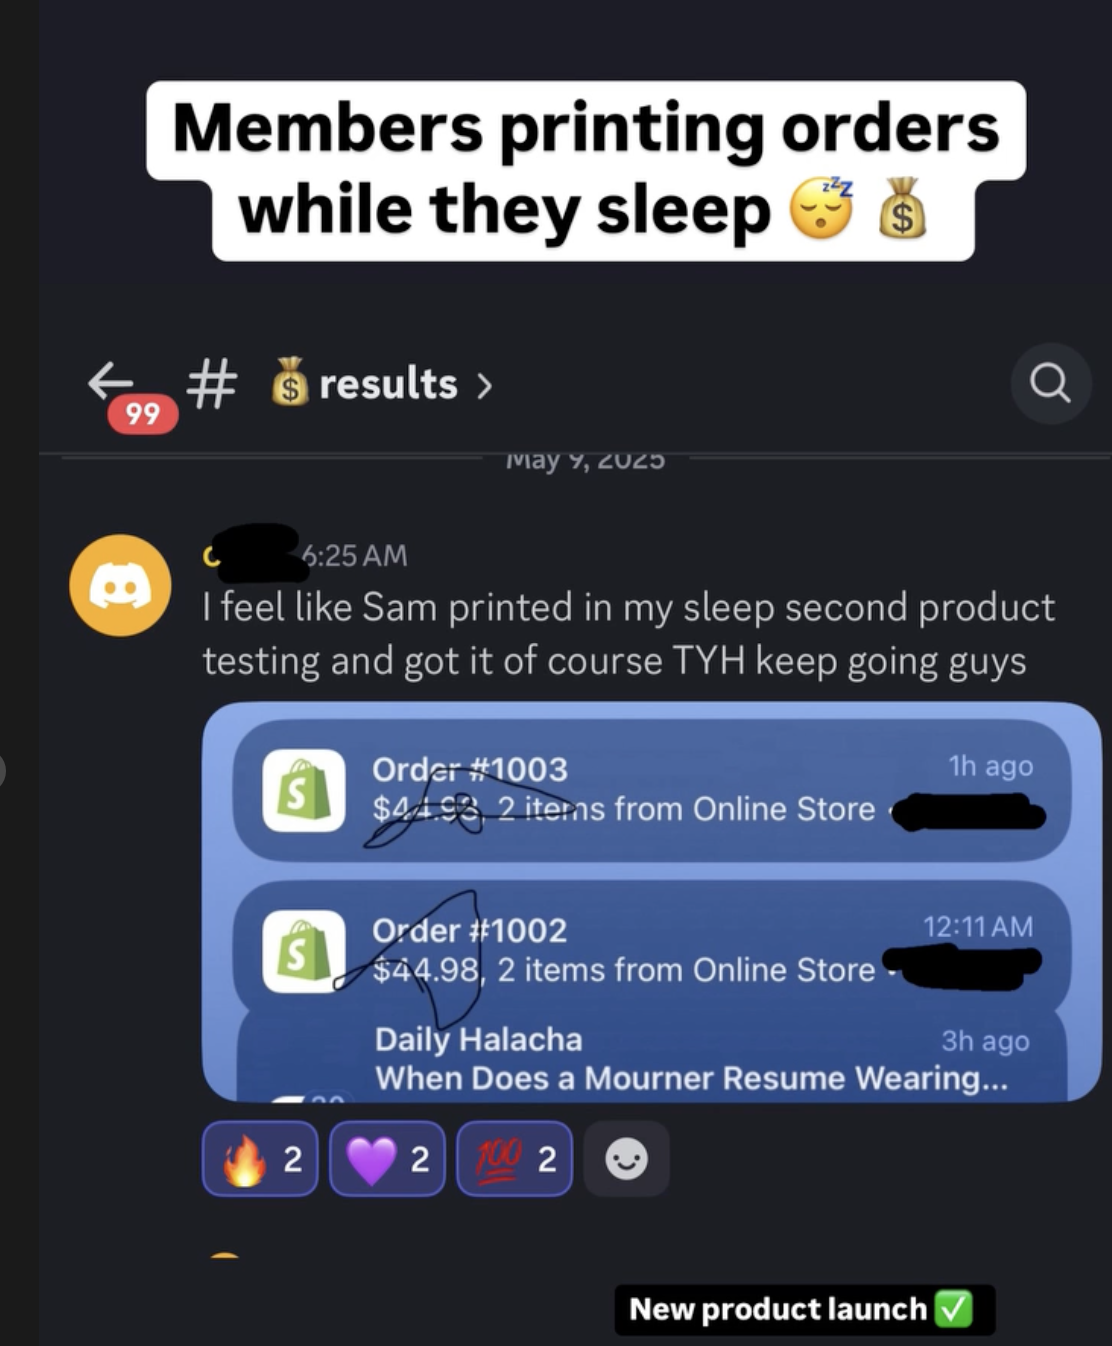 Members printing orders
while they sleep 😴 💰
99
# 💰 results >
May 9, 2025
6:25 AM
I feel like Sam printed in my sleep second product
testing and got it of course TYH keep going guys
Order #1003 1h ago
$44.98, 2 items from Online Store •
Order #1002 12:11 AM
$44.98, 2 items from Online Store •
Daily Halacha 3h ago
When Does a Mourner Resume Wearing...
🔥 2 💜 2 💯 2
New product launch ✅